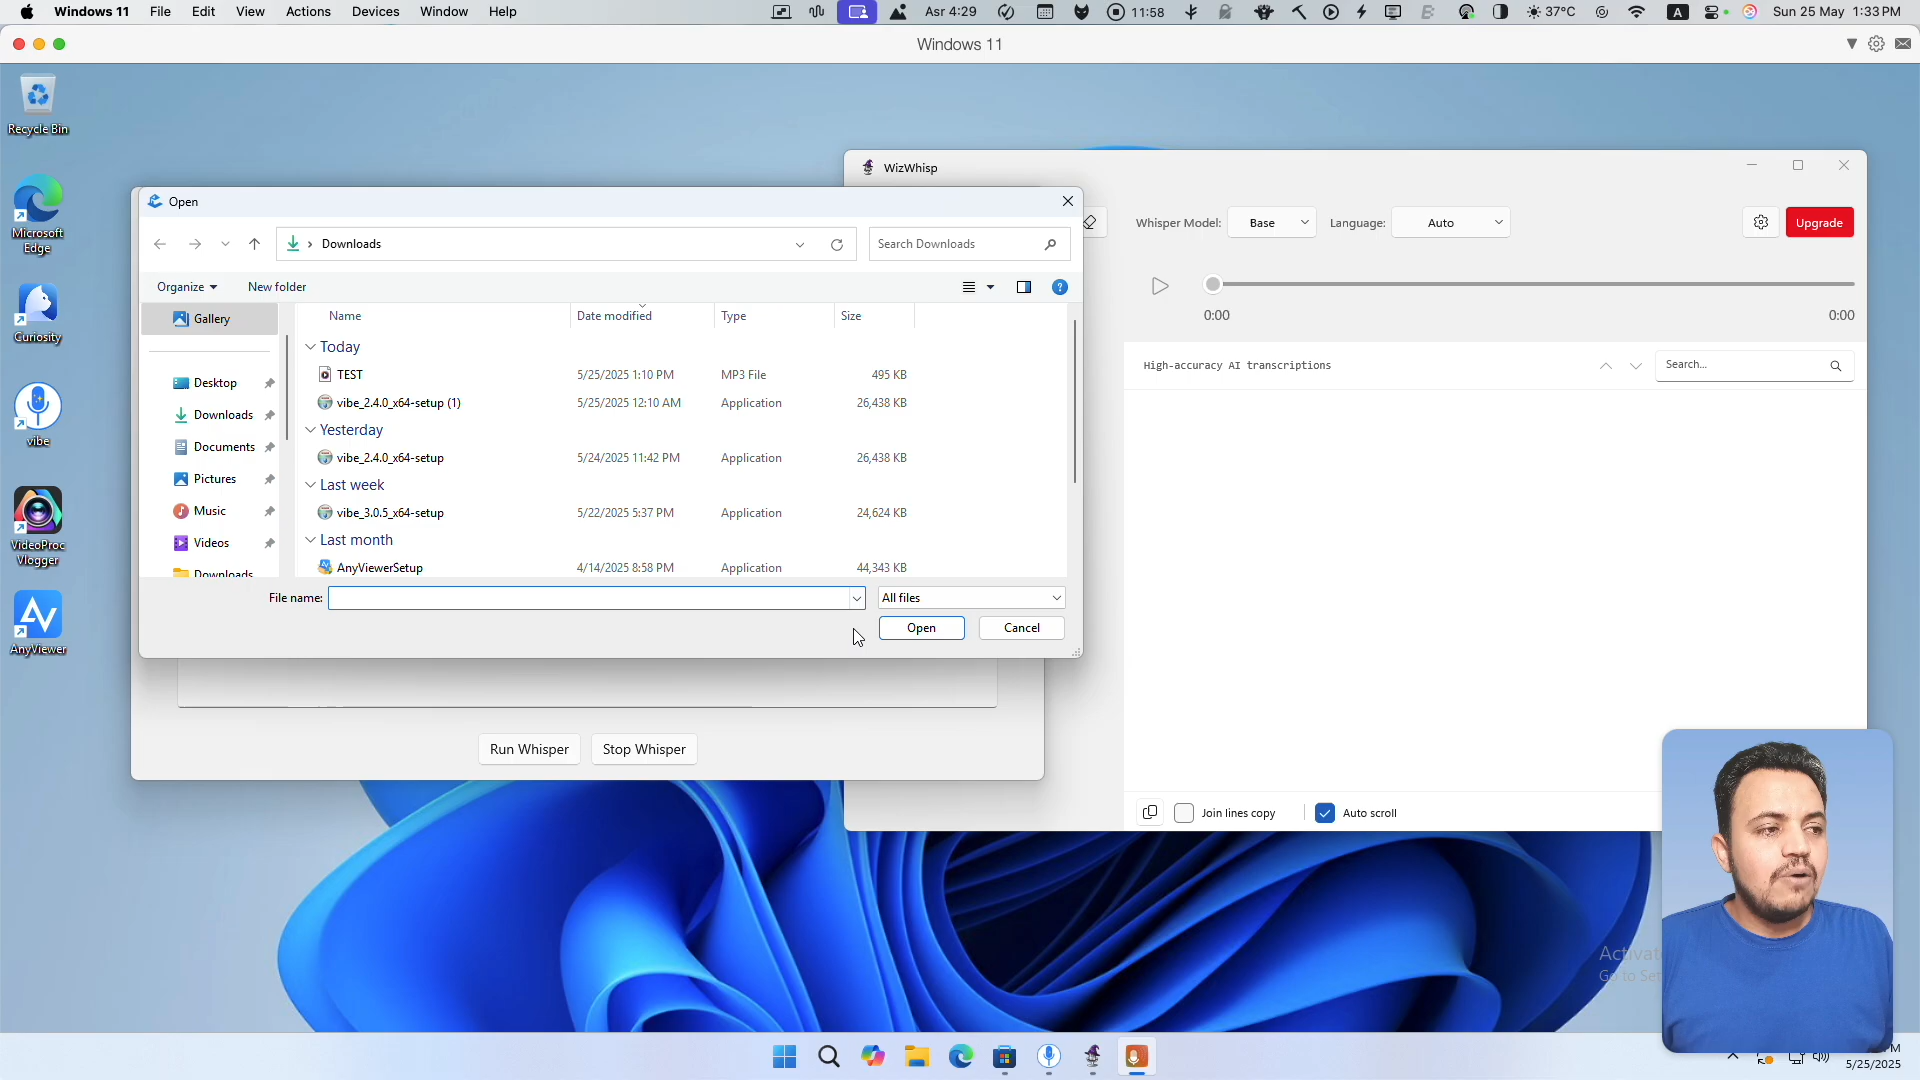 Windows 11 File Edit View Actions Devices Window Help Asr 4:29 11:58 37°C A Sun 25 May 1:33 PM
Windows 11
Recycle Bin
Microsoft Edge
Curiosity
vibe
VideoProc Vlogger
AnyViewer
Open
Downloads
Search Downloads
Organize New folder
Gallery
Desktop
Downloads
Documents
Pictures
Music
Videos
Downloads
Name Date modified Type Size
Today
TEST 5/25/2025 1:10 PM MP3 File 495 KB
vibe_2.4.0_x64-setup (1) 5/25/2025 12:10 AM Application 26,438 KB
Yesterday
vibe_2.4.0_x64-setup 5/24/2025 11:42 PM Application 26,438 KB
Last week
vibe_3.0.5_x64-setup 5/22/2025 5:37 PM Application 24,624 KB
Last month
AnyViewerSetup 4/14/2025 8:58 PM Application 44,343 KB
File name: All files
Open Cancel
Run Whisper Stop Whisper
WizWhisp
Whisper Model: Base Language: Auto Upgrade
0:00 0:00
High-accuracy AI transcriptions Search...
Join lines copy Auto scroll
5/25/2025